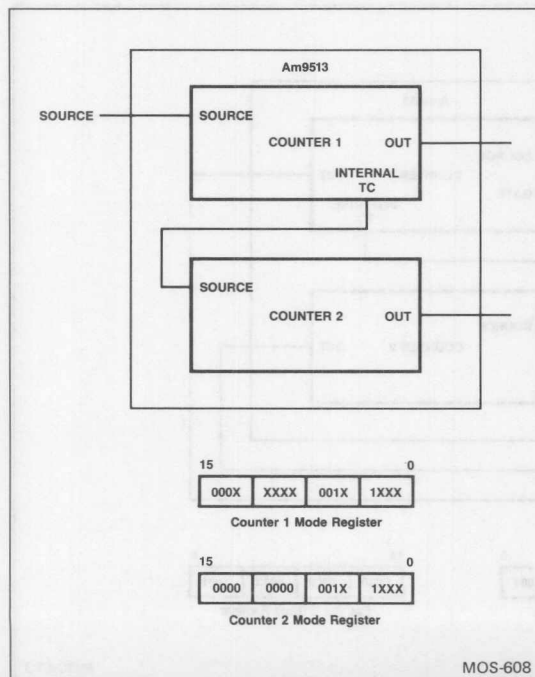 Am9513
SOURCE
SOURCE
COUNTER 1
OUT
INTERNAL
TC
SOURCE
COUNTER 2
OUT
15 0
000X XXXX 001X 1XXX
Counter 1 Mode Register
15 0
0000 0000 001X 1XXX
Counter 2 Mode Register
MOS-608